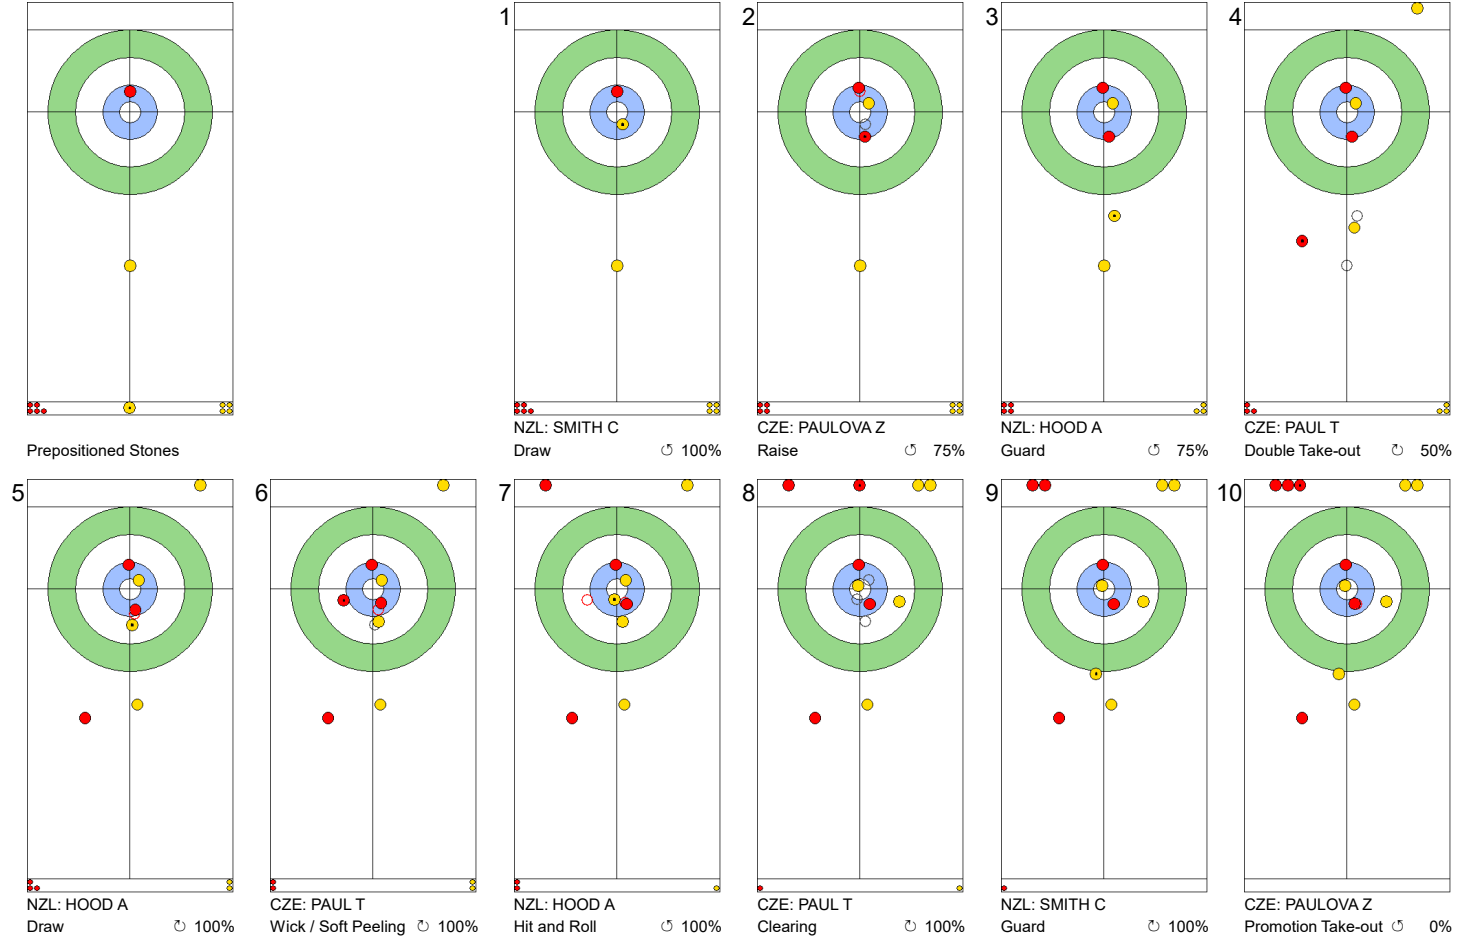 1
2
3
4
Prepositioned Stones
NZL: SMITH C
Draw 100%
CZE: PAULOVA Z
Raise 75%
NZL: HOOD A
Guard 75%
CZE: PAUL T
Double Take-out 50%
5
6
7
8
9
10
NZL: HOOD A
Draw 100%
CZE: PAUL T
Wick / Soft Peeling 100%
NZL: HOOD A
Hit and Roll 100%
CZE: PAUL T
Clearing 100%
NZL: SMITH C
Guard 100%
CZE: PAULOVA Z
Promotion Take-out 0%